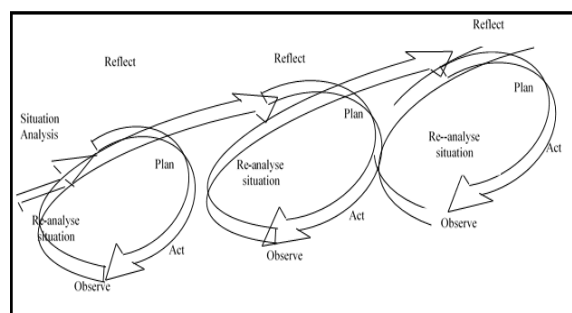 Reflect
Reflect
Reflect
Situation
Analysis
Plan
Re-analyse
situation
Act
Observe
Plan
Re-analyse
situation
Act
Observe
Plan
Re--analyse
situation
Act
Observe